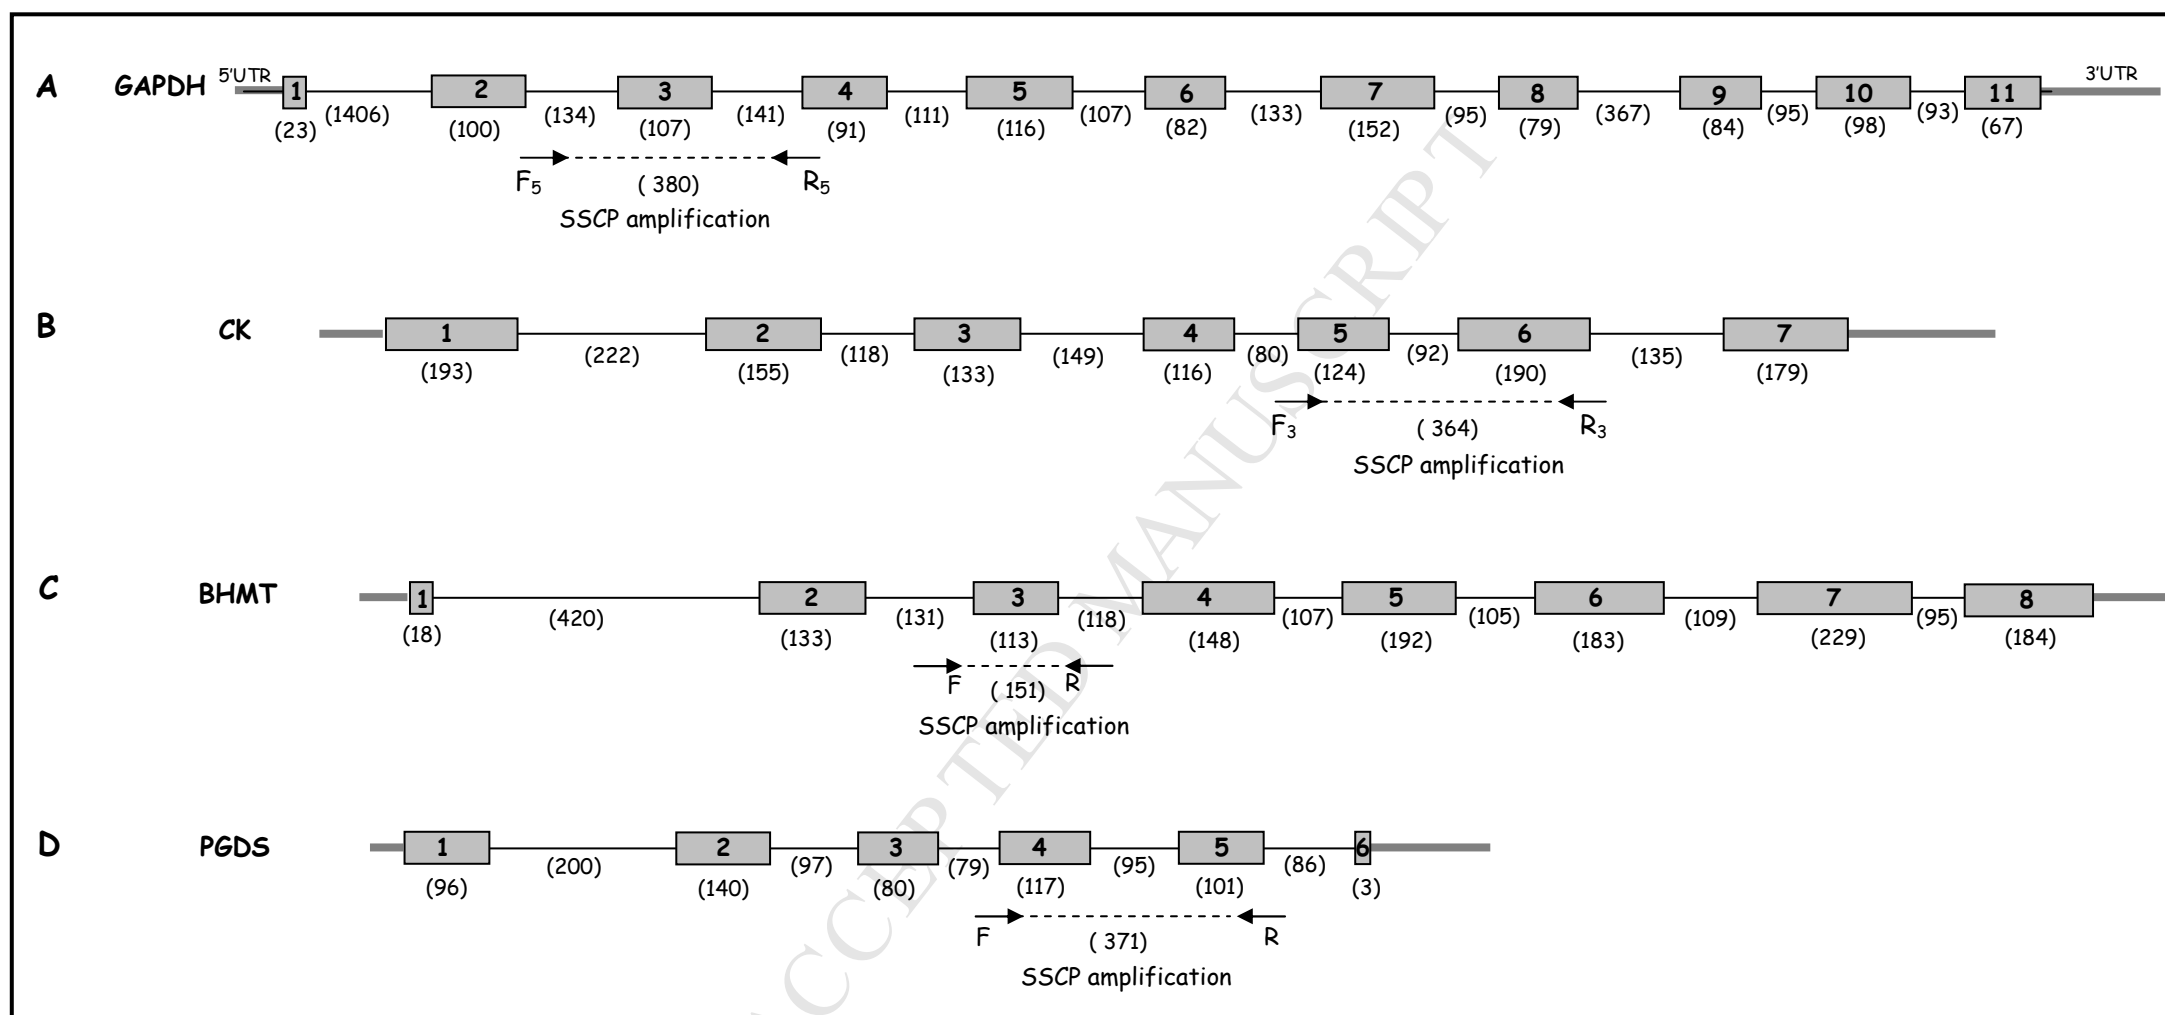 A GAPDH 5'UTR 1 2 3 4 5 6 7 8 9 10 11 3'UTR
(23) (1406) (100) (134) (107) (141) (91) (111) (116) (107) (82) (133) (152) (95) (79) (367) (84) (95) (98) (93) (67)
F5 ( 380) R5
SSCP amplification
B CK 1 2 3 4 5 6 7
(193) (222) (155) (118) (133) (149) (116) (80) (124) (92) (190) (135) (179)
F3 ( 364) R3
SSCP amplification
C BHMT 1 2 3 4 5 6 7 8
(18) (420) (133) (131) (113) (118) (148) (107) (192) (105) (183) (109) (229) (95) (184)
F ( 151) R
SSCP amplification
D PGDS 1 2 3 4 5 6
(96) (200) (140) (97) (80) (79) (117) (95) (101) (86) (3)
F ( 371) R
SSCP amplification
ACCEPTED MANUSCRIPT